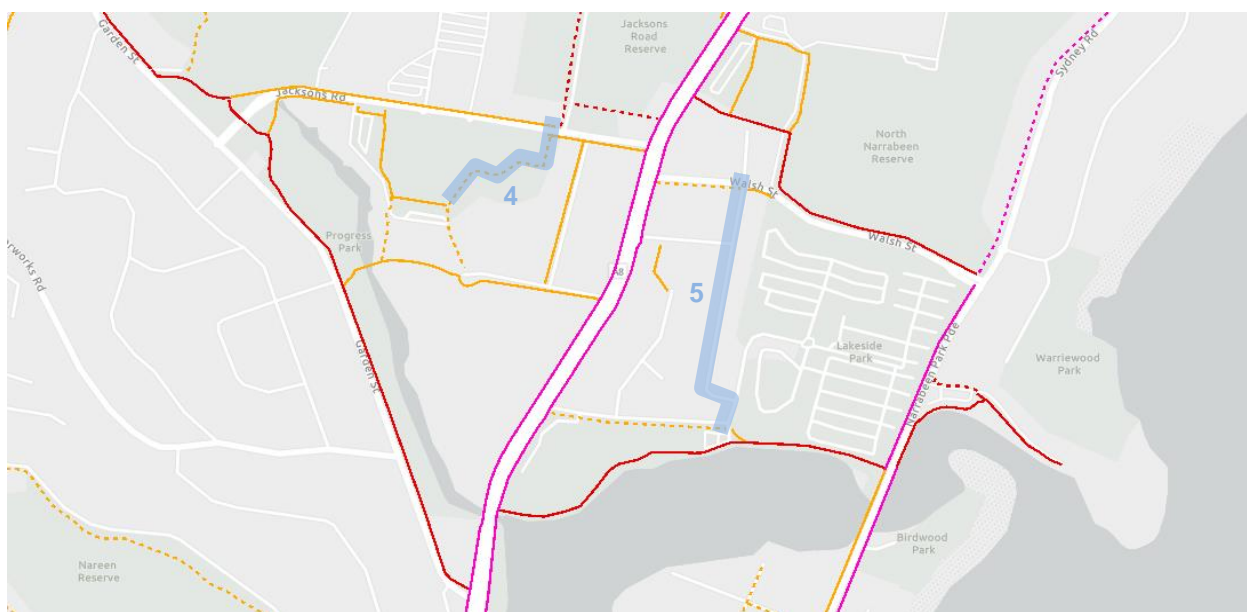 Garden St
Jacksons
Road
Reserve
Sydney Rd
Jacksons Rd
North
Narrabeen
Reserve
4
Walsh St
Progress
Park
Walsh St
5
Lakeside
Park
Warriewood
Park
Garden St
Narrabeen Park Pde
Birdwood
Park
Nareen
Reserve